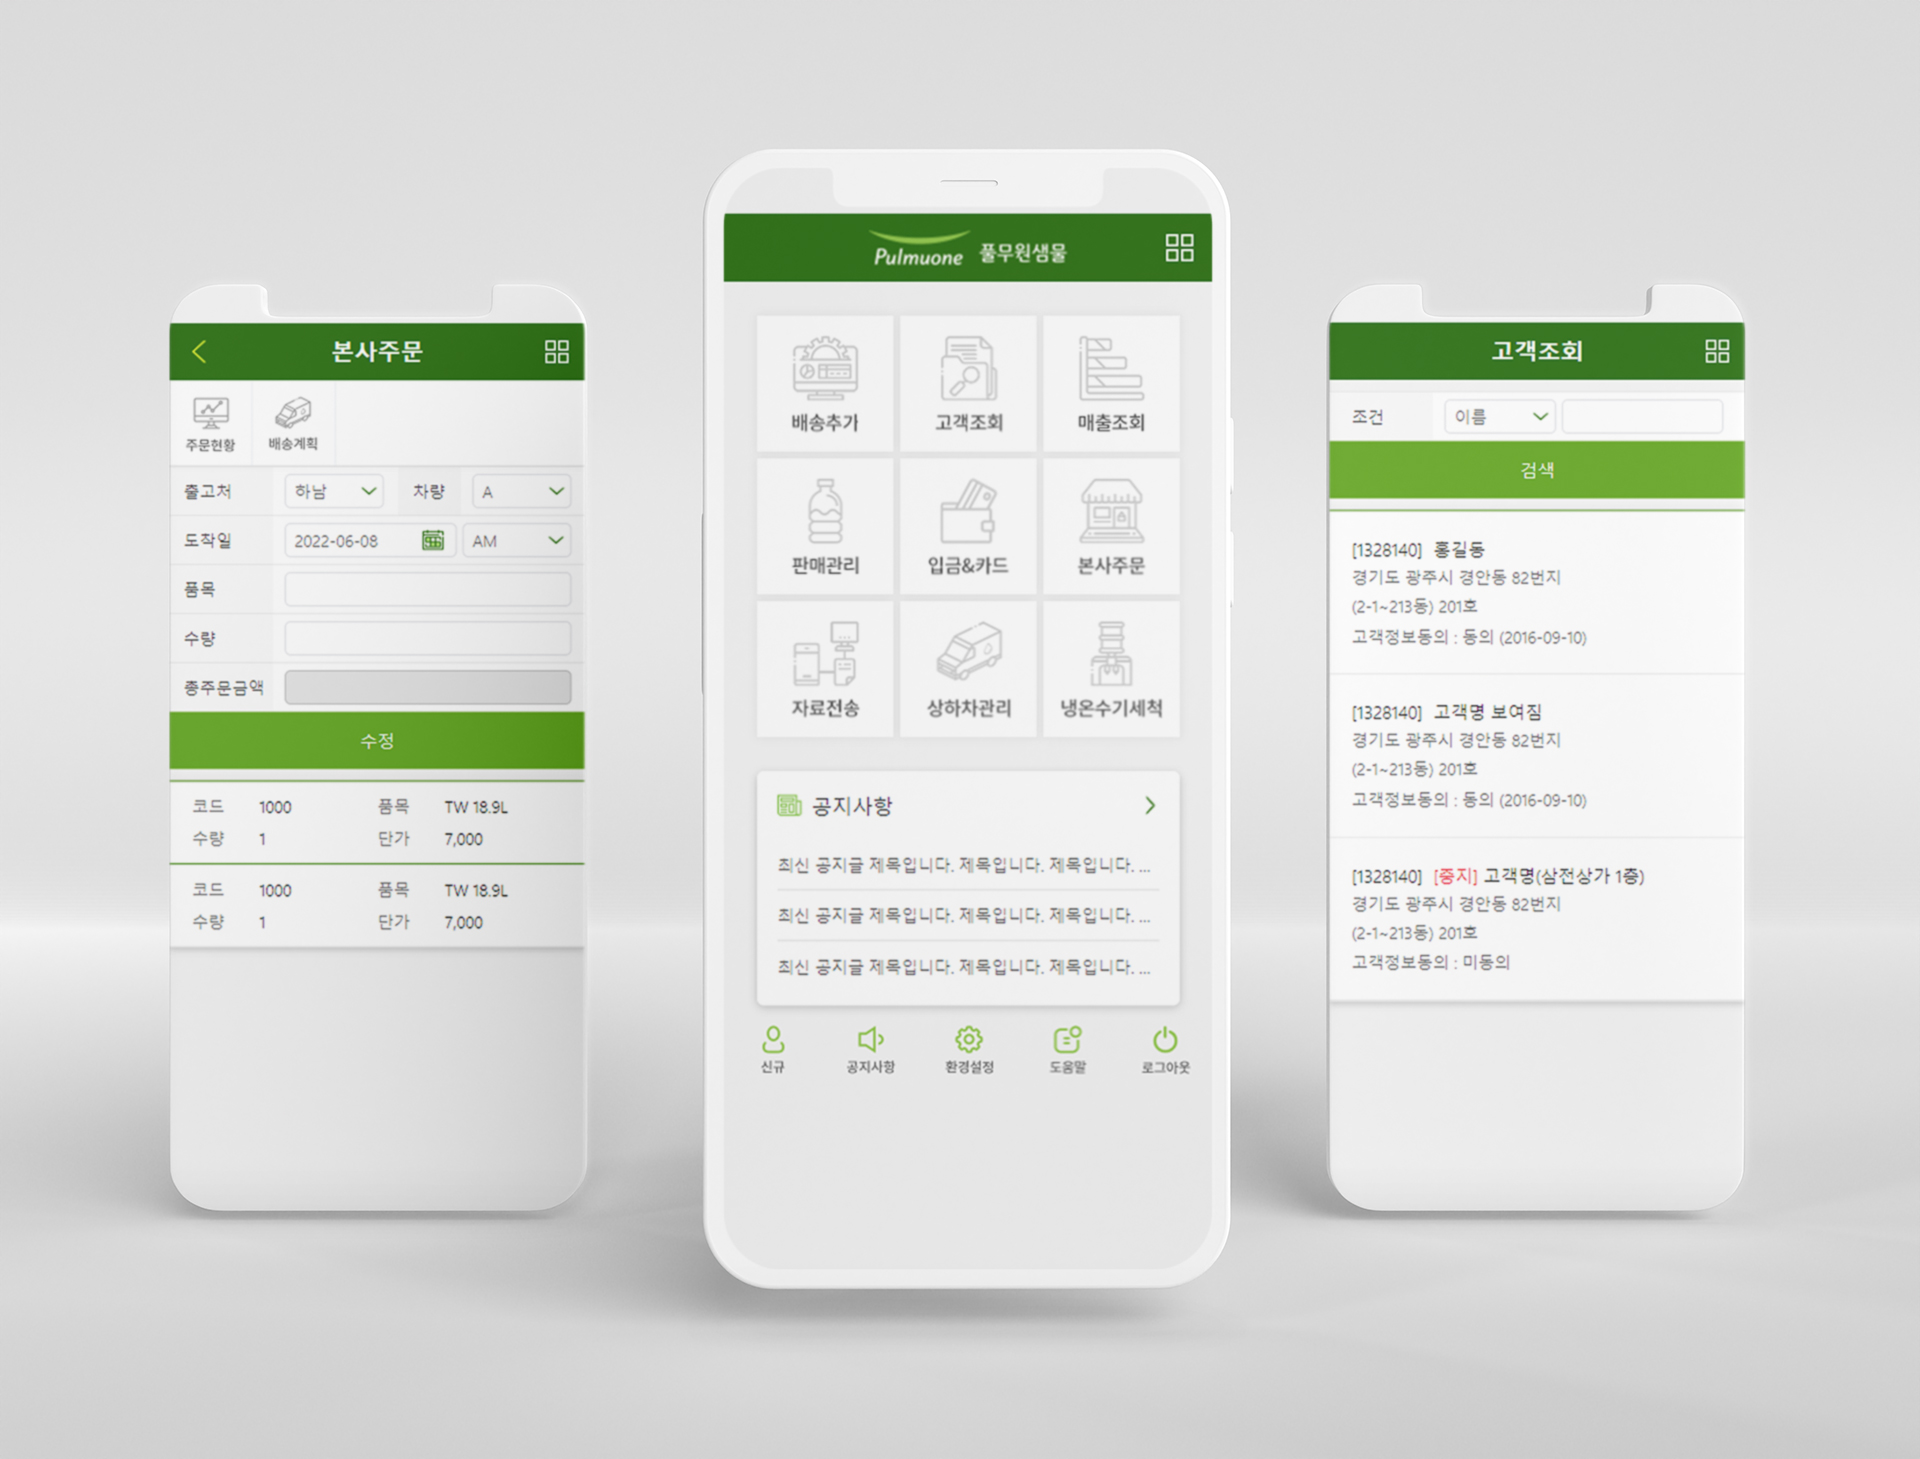 본사주문
주문현황 배송계획
출고처 하남 차량 A
도착일 2022-06-08 AM
품목
수량
총주문금액
수정
코드 1000 품목 TW 18.9L
수량 1 단가 7,000
코드 1000 품목 TW 18.9L
수량 1 단가 7,000
Pulmuone 풀무원샘물
배송추가 고객조회 매출조회
판매관리 입금&카드 본사주문
자료전송 상하차관리 냉온수기세척
공지사항
최신 공지글 제목입니다. 제목입니다. 제목입니다. ...
최신 공지글 제목입니다. 제목입니다. 제목입니다. ...
최신 공지글 제목입니다. 제목입니다. 제목입니다. ...
신규 공지사항 환경설정 도움말 로그아웃
고객조회
조건 이름
검색
[1328140] 홍길동
경기도 광주시 경안동 82번지
(2-1~213동) 201호
고객정보동의 : 동의 (2016-09-10)
[1328140] 고객명 보여짐
경기도 광주시 경안동 82번지
(2-1~213동) 201호
고객정보동의 : 동의 (2016-09-10)
[1328140] [중지] 고객명(삼전상가 1층)
경기도 광주시 경안동 82번지
(2-1~213동) 201호
고객정보동의 : 미동의